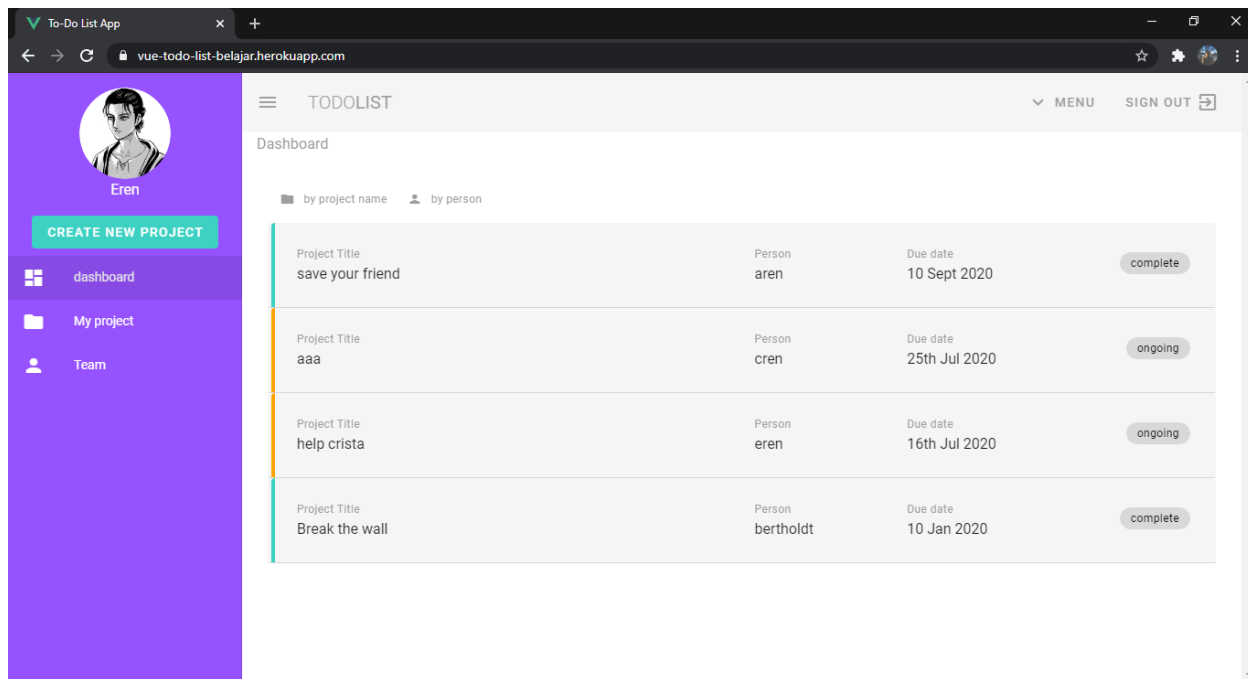 To-Do List App
vue-todo-list-belajar.herokuapp.com
Eren
CREATE NEW PROJECT
dashboard
My project
Team
TODOLIST
MENU
SIGN OUT
Dashboard
by project name by person
Project Title Person Due date
save your friend aren 10 Sept 2020 complete
Project Title Person Due date
aaa cren 25th Jul 2020 ongoing
Project Title Person Due date
help crista eren 16th Jul 2020 ongoing
Project Title Person Due date
Break the wall bertholdt 10 Jan 2020 complete